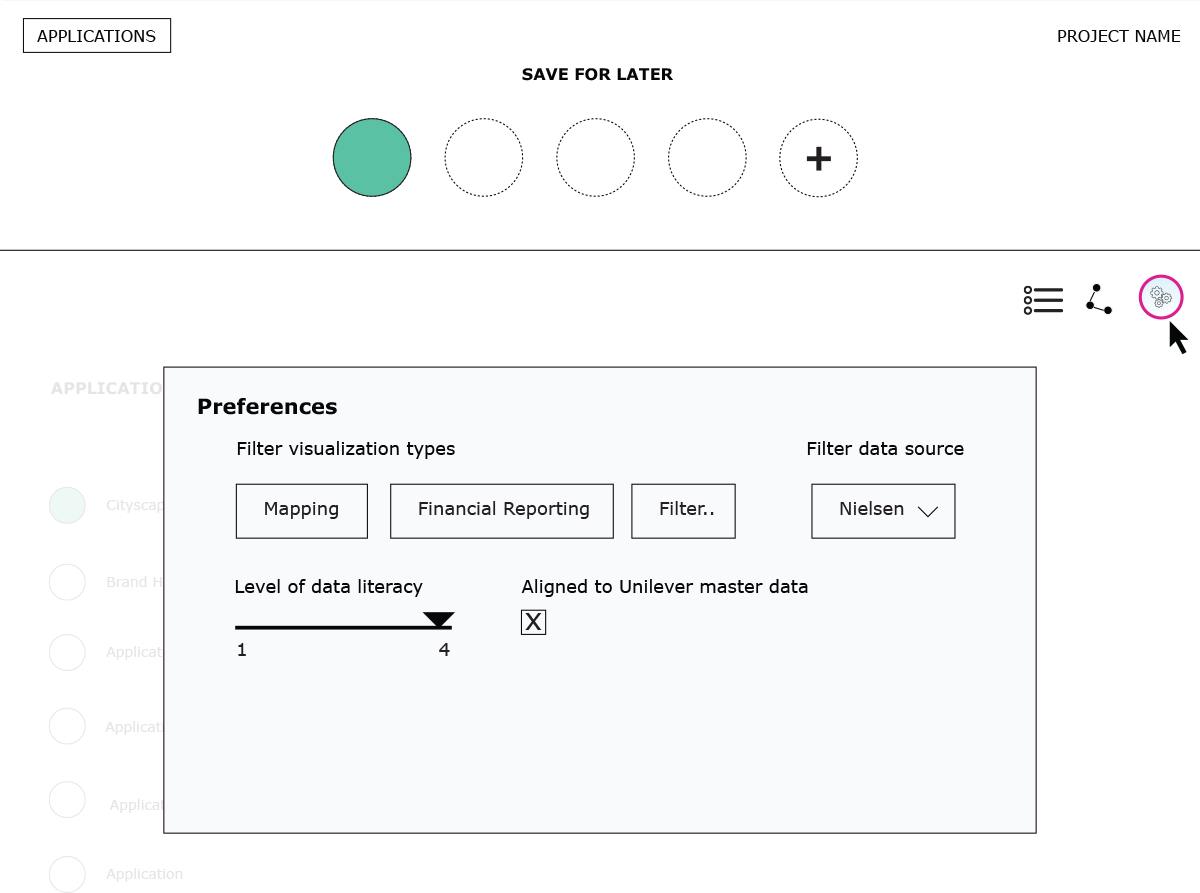 APPLICATIONS
PROJECT NAME
SAVE FOR LATER
+
APPLICATIO
Preferences
Filter visualization types
Filter data source
Mapping
Financial Reporting
Filter..
Nielsen
Cityscap
Level of data literacy
Aligned to Unilever master data
Brand H
X
1
4
Applicat
Applicat
Applicat
Application